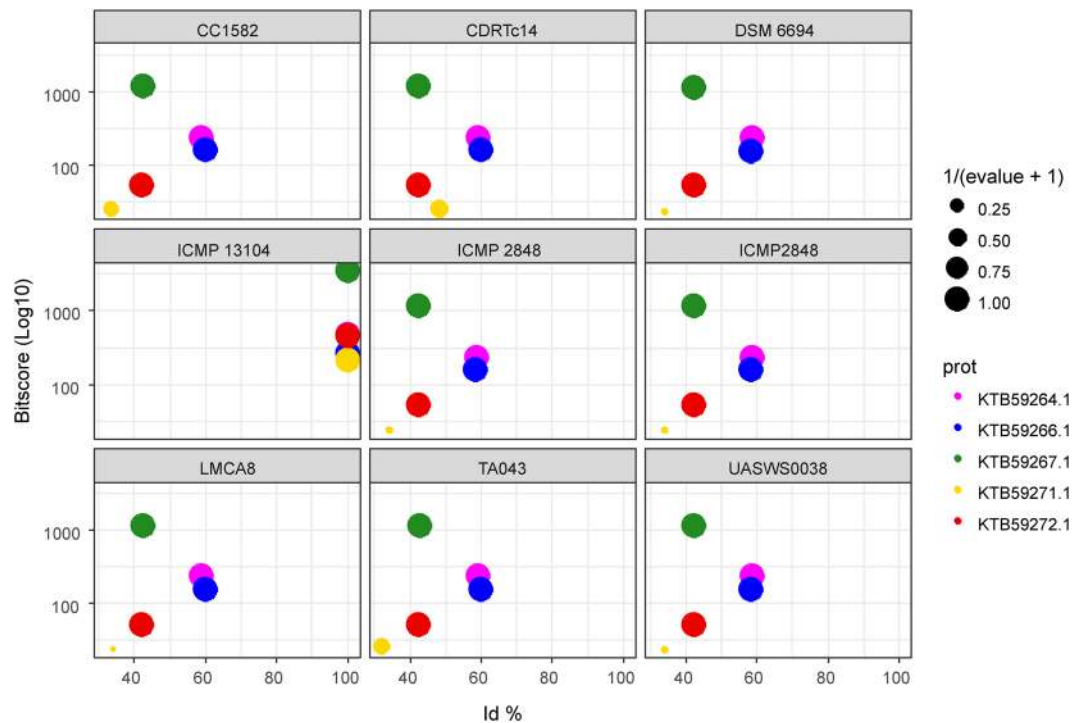 CC1582 CDRTc14 DSM 6694
1000
100
ICMP 13104 ICMP 2848 ICMP2848
1000
100
LMCA8 TA043 UASWS0038
1000
100
40 60 80 100 40 60 80 100 40 60 80 100
Id %
Bitscore (Log10)
1/(evalue + 1)
0.25
0.50
0.75
1.00
prot
KTB59264.1
KTB59266.1
KTB59267.1
KTB59271.1
KTB59272.1